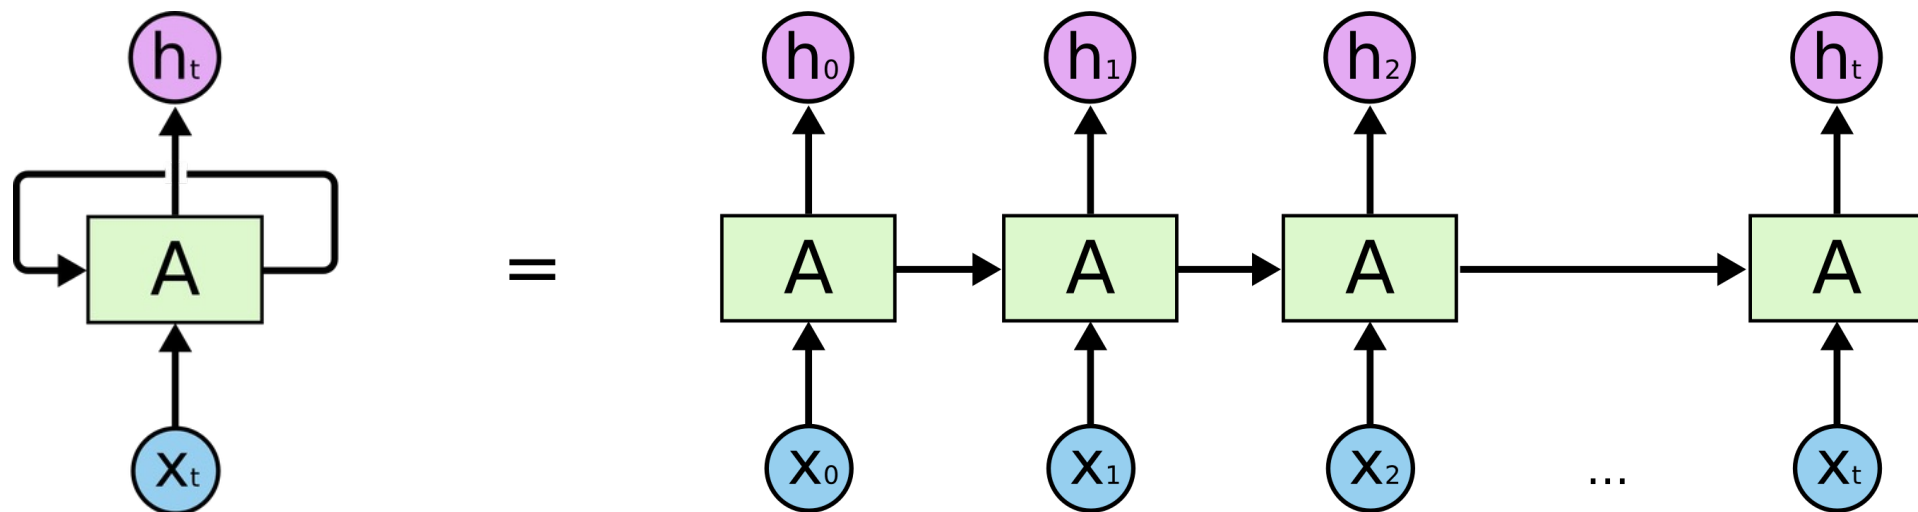 hₜ h₀ h₁ h₂ hₜ
A = A A A A
xₜ x₀ x₁ x₂ ... xₜ